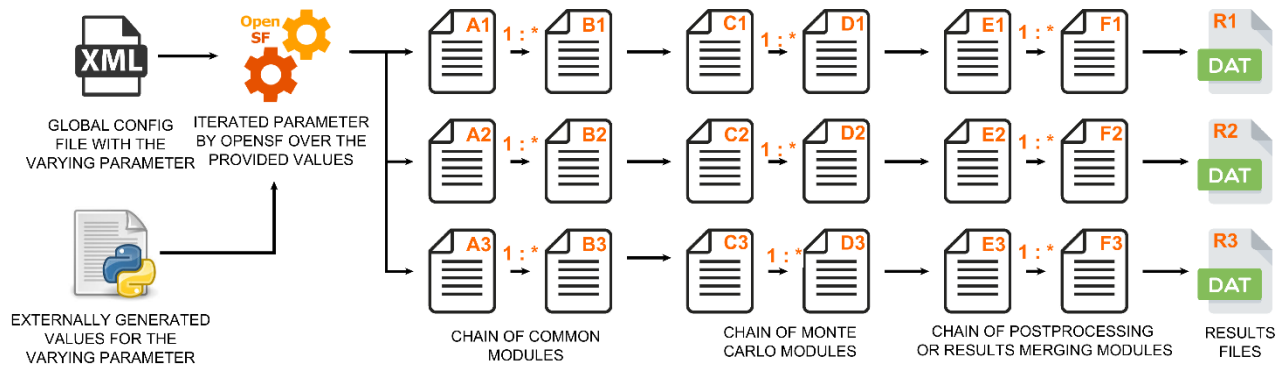 XML
Open
SF
GLOBAL CONFIG
FILE WITH THE
VARYING PARAMETER
ITERATED PARAMETER
BY OPENSF OVER THE
PROVIDED VALUES
EXTERNALLY GENERATED
VALUES FOR THE
VARYING PARAMETER
A1 1 : * B1 C1 1 : * D1 E1 1 : * F1 R1
DAT
A2 1 : * B2 C2 1 : * D2 E2 1 : * F2 R2
DAT
A3 1 : * B3 C3 1 : * D3 E3 1 : * F3 R3
DAT
CHAIN OF COMMON
MODULES
CHAIN OF MONTE
CARLO MODULES
CHAIN OF POSTPROCESSING
OR RESULTS MERGING MODULES
RESULTS
FILES